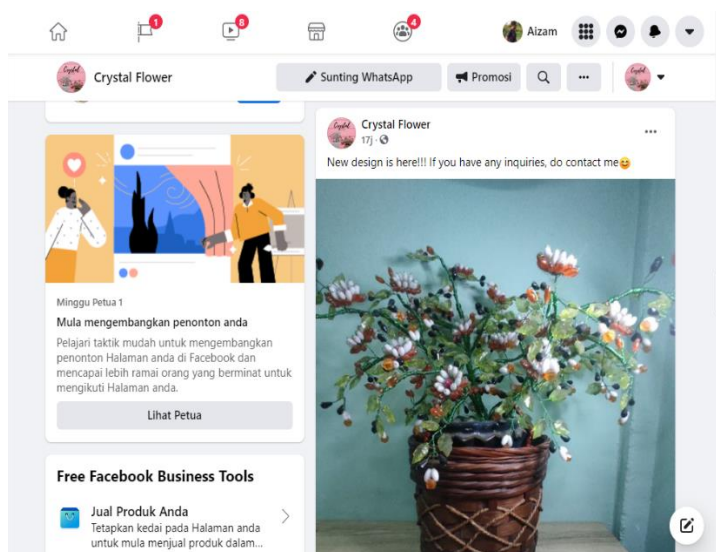 1
8
4
Aizam
Crystal Flower
Sunting WhatsApp
Promosi
Crystal Flower
17j
New design is here!!! If you have any inquiries, do contact me😆
Minggu Petua 1
Mula mengembangkan penonton anda
Pelajari taktik mudah untuk mengembangkan
penonton Halaman anda di Facebook dan
mencapai lebih ramai orang yang berminat untuk
mengikuti Halaman anda.
Lihat Petua
Free Facebook Business Tools
Jual Produk Anda
Tetapkan kedai pada Halaman anda
untuk mula menjual produk dalam...